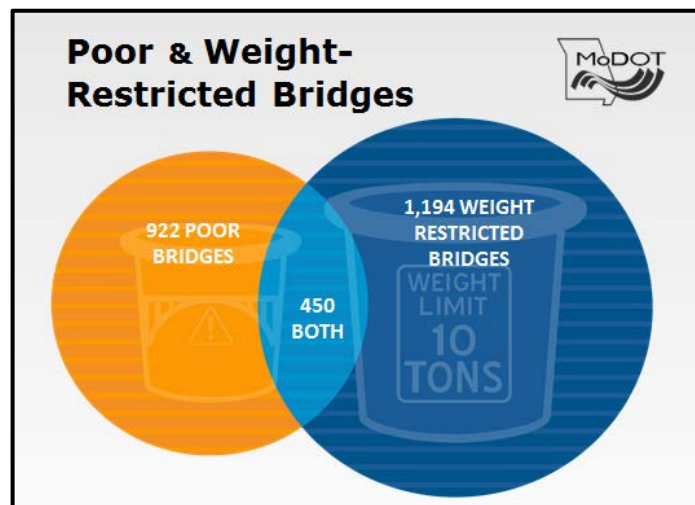 Poor & Weight-
Restricted Bridges
MoDOT
922 POOR
BRIDGES
450
BOTH
1,194 WEIGHT
RESTRICTED
BRIDGES
WEIGHT
LIMIT
10
TONS